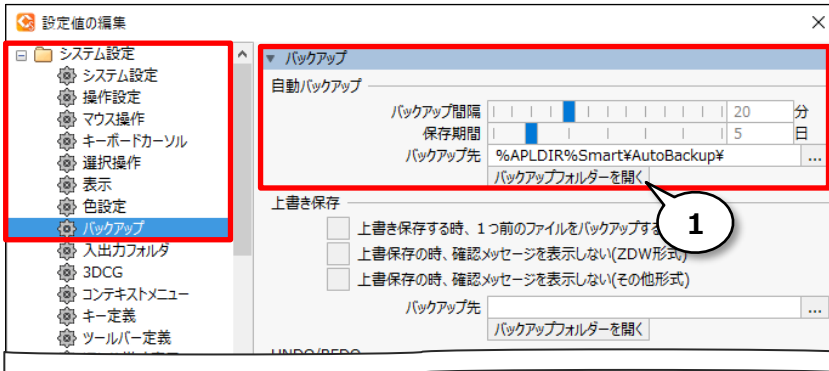 設定値の編集
システム設定
システム設定
操作設定
マウス操作
キーボードカーソル
選択操作
表示
色設定
バックアップ
入出力フォルダ
3DCG
コンテキストメニュー
キー定義
ツールバー定義
バックアップ
自動バックアップ
バックアップ間隔 20 分
保存期間 5 日
バックアップ先 %APLDIR%Smart¥AutoBackup¥ ...
バックアップフォルダーを開く
1
上書き保存
上書き保存する時、1つ前のファイルをバックアップする
上書保存の時、確認メッセージを表示しない(ZDW形式)
上書保存の時、確認メッセージを表示しない(その他形式)
バックアップ先 ...
バックアップフォルダーを開く
UNDO/REDO